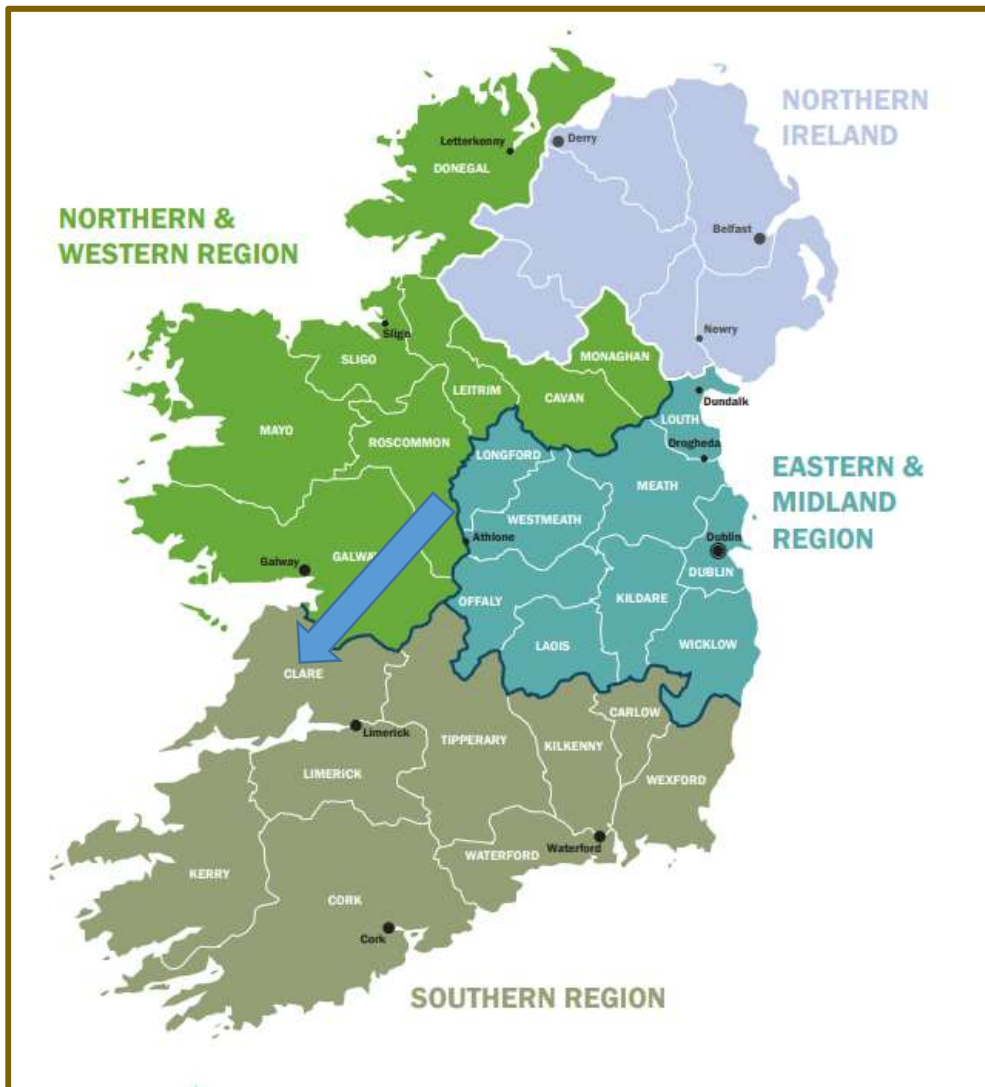 NORTHERN
IRELAND
Derry
Letterkenny
DONEGAL
NORTHERN &
WESTERN REGION
Belfast
Sligo
Newry
MONAGHAN
SLIGO
LEITRIM
CAVAN
Dundalk
LOUTH
MAYO
ROSCOMMON
Drogheda
LONGFORD
EASTERN &
MIDLAND
REGION
MEATH
WESTMEATH
Athlone
Dublin
GALWAY
Galway
DUBLIN
OFFALY
KILDARE
LAOIS
WICKLOW
CLARE
CARLOW
Limerick
TIPPERARY
KILKENNY
LIMERICK
WEXFORD
Waterford
WATERFORD
KERRY
CORK
Cork
SOUTHERN REGION